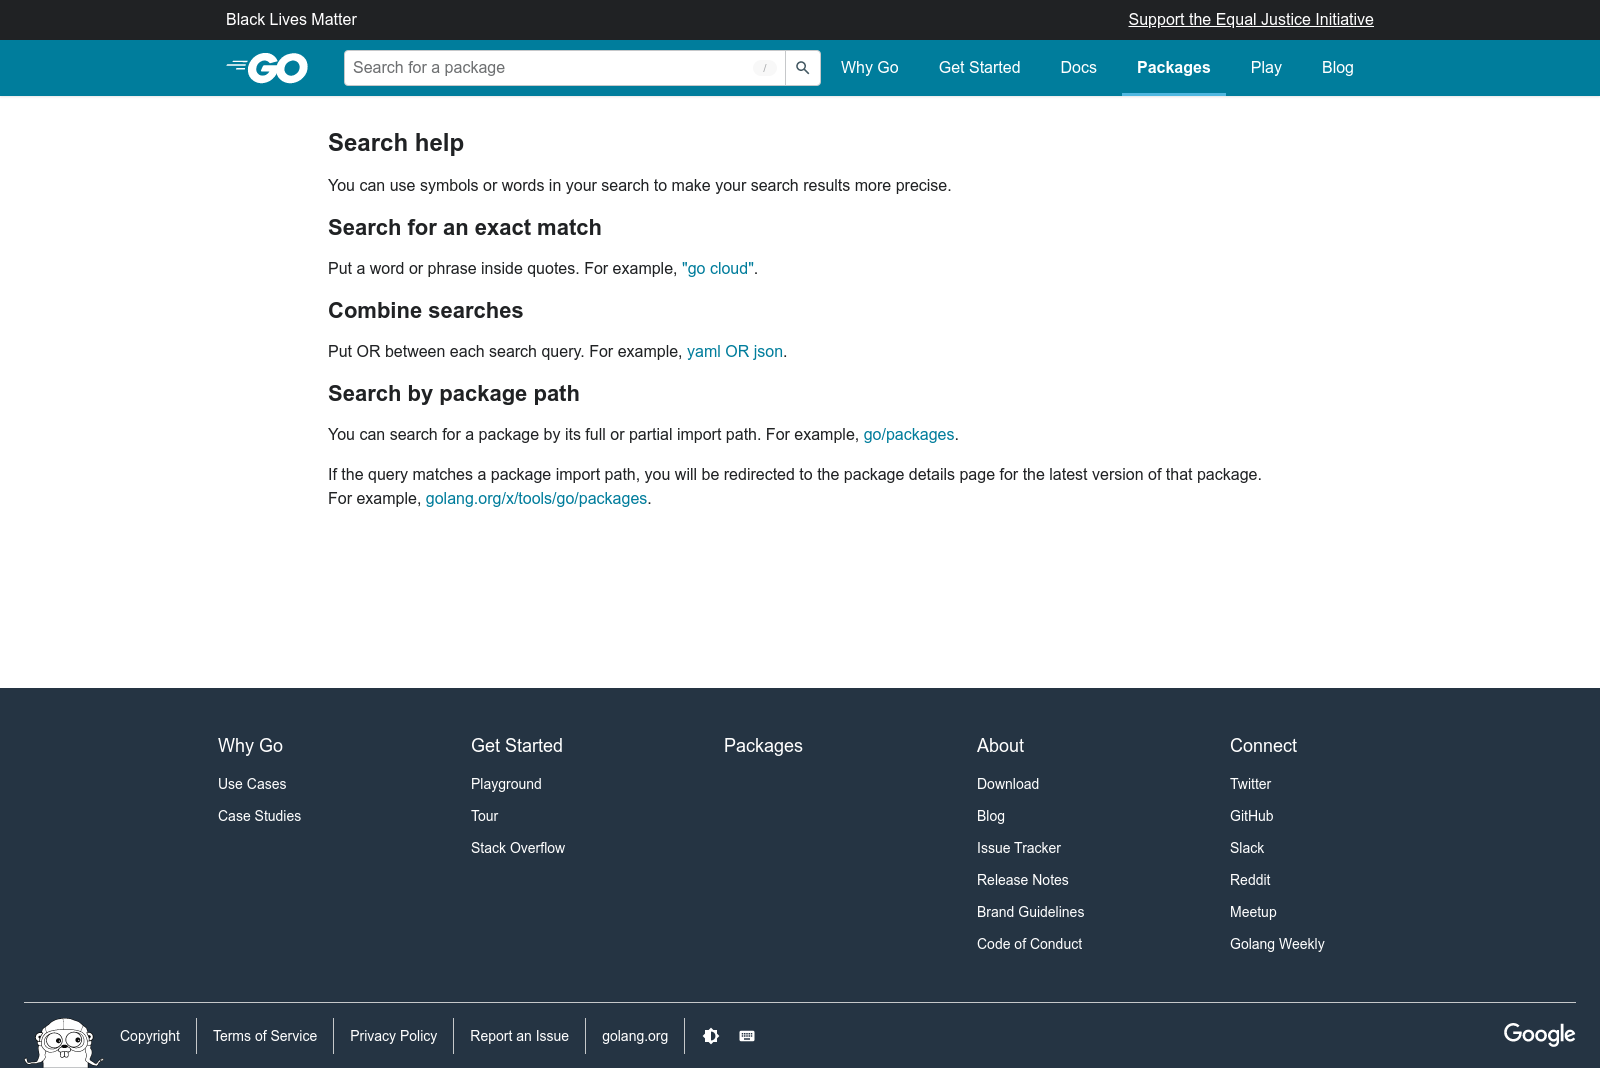 Black Lives Matter
Support the Equal Justice Initiative
GO
Search for a package
/
Why Go
Get Started
Docs
Packages
Play
Blog
Search help
You can use symbols or words in your search to make your search results more precise.
Search for an exact match
Put a word or phrase inside quotes. For example, "go cloud".
Combine searches
Put OR between each search query. For example, yaml OR json.
Search by package path
You can search for a package by its full or partial import path. For example, go/packages.
If the query matches a package import path, you will be redirected to the package details page for the latest version of that package.
For example, golang.org/x/tools/go/packages.
Why Go
Use Cases
Case Studies
Get Started
Playground
Tour
Stack Overflow
Packages
About
Download
Blog
Issue Tracker
Release Notes
Brand Guidelines
Code of Conduct
Connect
Twitter
GitHub
Slack
Reddit
Meetup
Golang Weekly
Copyright
Terms of Service
Privacy Policy
Report an Issue
golang.org
Google